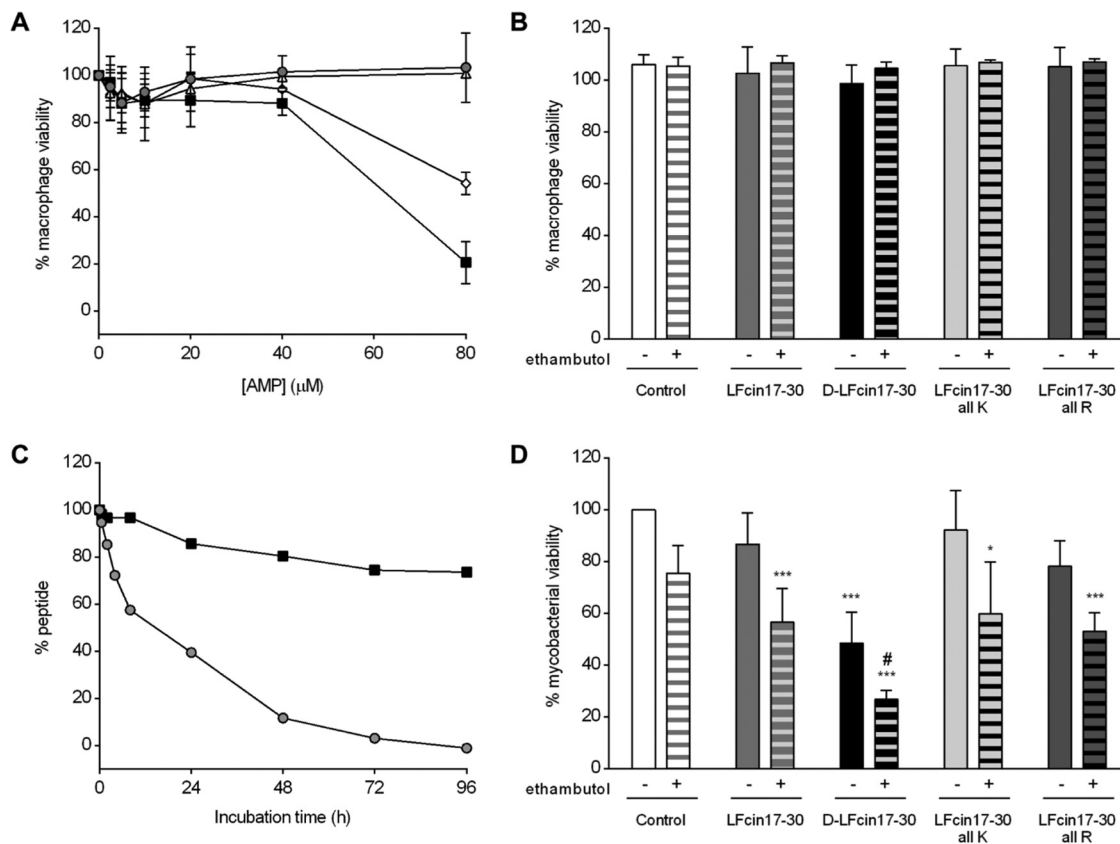 A
120
100
80
60
40
20
0
% macrophage viability
0 20 40 60 80
[AMP] (μM)
B
120
100
80
60
40
20
0
% macrophage viability
ethambutol - + - + - + - + - +
Control LFcin17-30 D-LFcin17-30 LFcin17-30 LFcin17-30
all K all R
C
120
100
80
60
40
20
0
% peptide
0 24 48 72 96
Incubation time (h)
D
120
100
80
60
40
20
0
% mycobacterial viability
*** *** # *** * ***
ethambutol - + - + - + - + - +
Control LFcin17-30 D-LFcin17-30 LFcin17-30 LFcin17-30
all K all R